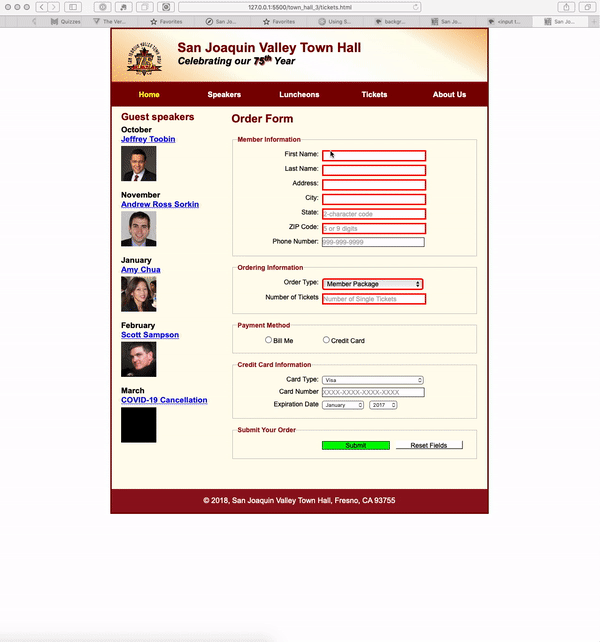 127.0.0.1:5500/town_hall_3/tickets.html
Quizzes
The Ver...
Favorites
San Jo...
Favorites
Using S...
backgr...
San Jo...
<input t...
San Jo...
San Joaquin Valley Town Hall
Celebrating our 75th Year
Home Speakers Luncheons Tickets About Us
Guest speakers
October
Jeffrey Toobin
November
Andrew Ross Sorkin
January
Amy Chua
February
Scott Sampson
March
COVID-19 Cancellation
Order Form
Member Information
First Name:
Last Name:
Address:
City:
State: 2-character code
ZIP Code: 5 or 9 digits
Phone Number: 999-999-9999
Ordering Information
Order Type: Member Package
Number of Tickets Number of Single Tickets
Payment Method
Bill Me Credit Card
Credit Card Information
Card Type: Visa
Card Number XXXX-XXXX-XXXX-XXXX
Expiration Date January 2017
Submit Your Order
Submit Reset Fields
© 2018, San Joaquin Valley Town Hall, Fresno, CA 93755